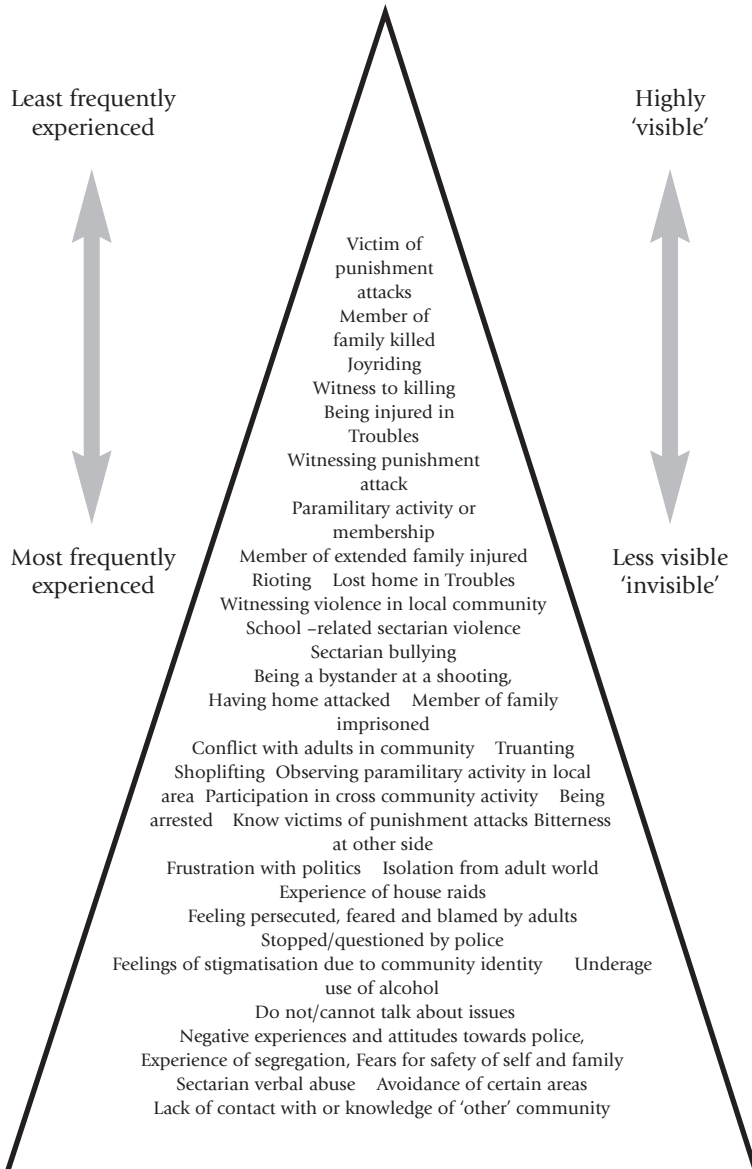 Least frequently
experienced
Highly
‘visible’
Victim of
punishment
attacks
Member of
family killed
Joyriding
Witness to killing
Being injured in
Troubles
Witnessing punishment
attack
Paramilitary activity or
membership
Most frequently
experienced
Less visible
‘invisible’
Member of extended family injured
Rioting Lost home in Troubles
Witnessing violence in local community
School –related sectarian violence
Sectarian bullying
Being a bystander at a shooting,
Having home attacked Member of family
imprisoned
Conflict with adults in community Truanting
Shoplifting Observing paramilitary activity in local
area Participation in cross community activity Being
arrested Know victims of punishment attacks Bitterness
at other side
Frustration with politics Isolation from adult world
Experience of house raids
Feeling persecuted, feared and blamed by adults
Stopped/questioned by police
Feelings of stigmatisation due to community identity Underage
use of alcohol
Do not/cannot talk about issues
Negative experiences and attitudes towards police,
Experience of segregation, Fears for safety of self and family
Sectarian verbal abuse Avoidance of certain areas
Lack of contact with or knowledge of ‘other’ community